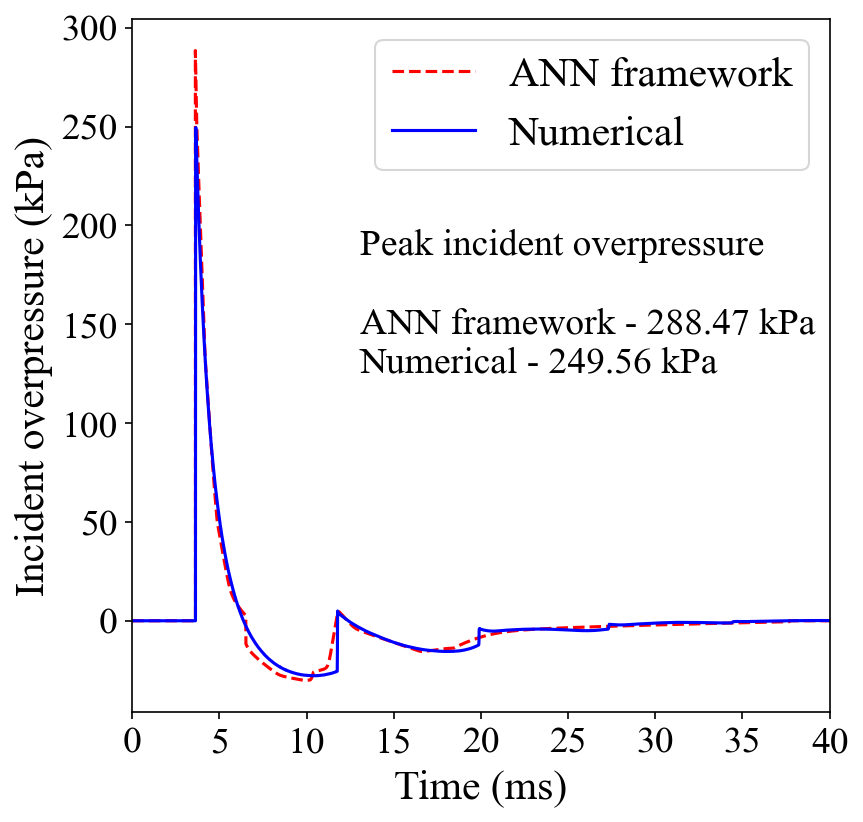 300
250
200
150
100
50
0
Incident overpressure (kPa)
ANN framework
Numerical
Peak incident overpressure
ANN framework - 288.47 kPa
Numerical - 249.56 kPa
0 5 10 15 20 25 30 35 40
Time (ms)